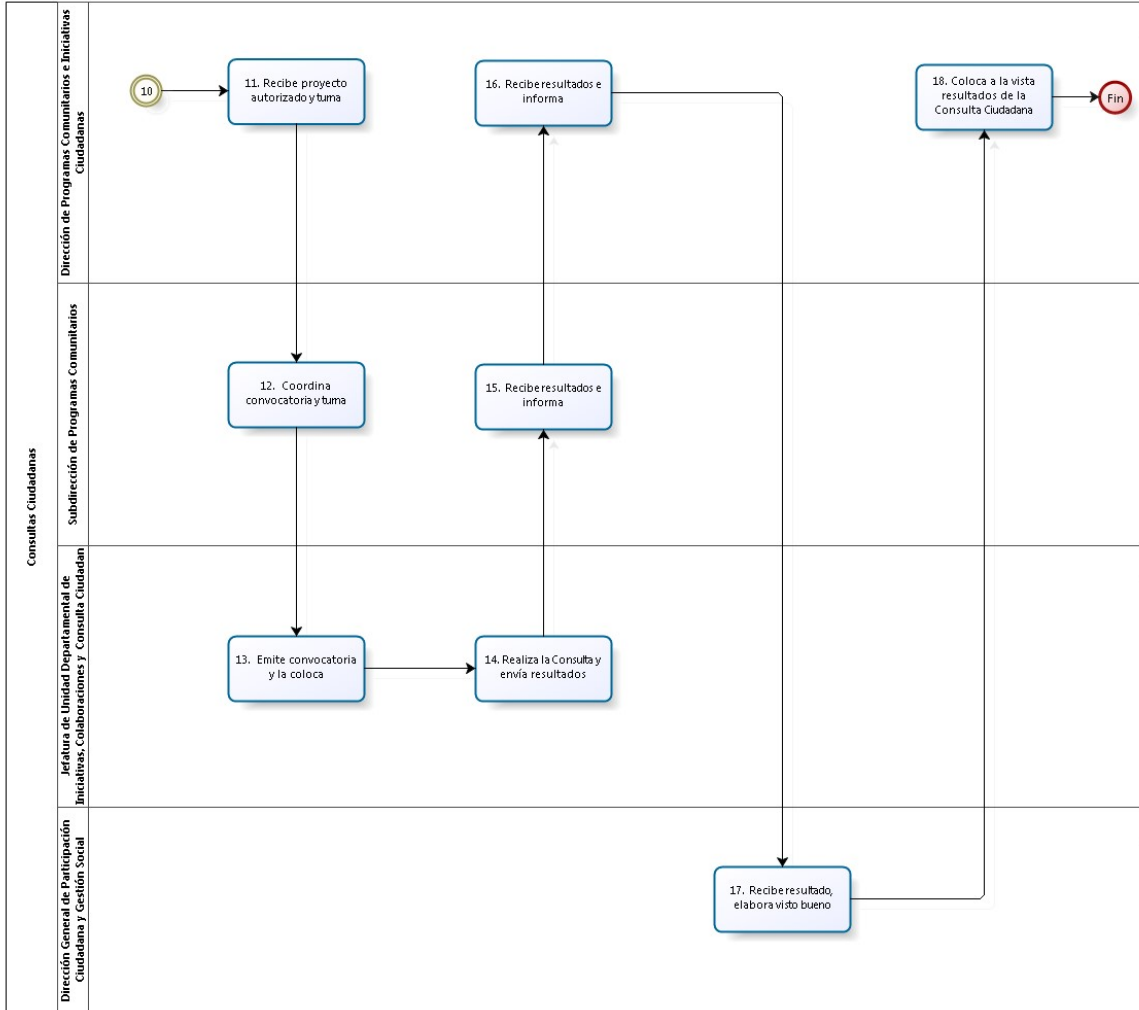 Consultas Ciudadanas
Dirección de Programas Comunitarios e Iniciativas
Ciudadanas
10
11. Recibe proyecto
autorizado y turna
16. Recibe resultados e
informa
18. Coloca a la vista
resultados de la
Consulta Ciudadana
Fin
Subdirección de Programas Comunitarios
12. Coordina
convocatoria y turna
15. Recibe resultados e
informa
Jefatura de Unidad Departamental de
Iniciativas, Colaboraciones y Consulta Ciudadan
13. Emite convocatoria
y la coloca
14. Realiza la Consulta y
envía resultados
Dirección General de Participación
Ciudadana y Gestión Social
17. Recibe resultado,
elabora visto bueno